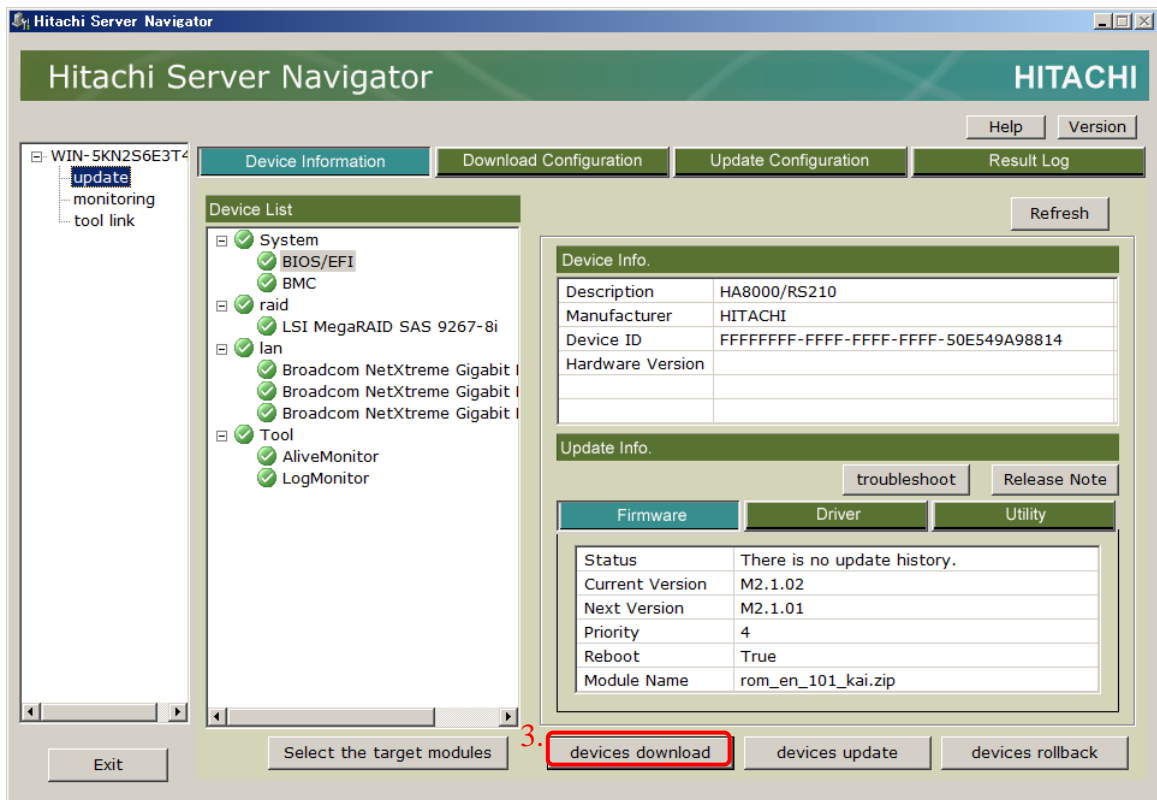 Hitachi Server Navigator
Hitachi Server Navigator
HITACHI
Help Version
WIN-5KN2S6E3T4
update
monitoring
tool link
Device Information Download Configuration Update Configuration Result Log
Device List
Refresh
System
BIOS/EFI
BMC
raid
LSI MegaRAID SAS 9267-8i
lan
Broadcom NetXtreme Gigabit
Broadcom NetXtreme Gigabit
Broadcom NetXtreme Gigabit
Tool
AliveMonitor
LogMonitor
Device Info.
Description HA8000/RS210
Manufacturer HITACHI
Device ID FFFFFFFF-FFFF-FFFF-FFFF-50E549A98814
Hardware Version
Update Info.
troubleshoot Release Note
Firmware Driver Utility
Status There is no update history.
Current Version M2.1.02
Next Version M2.1.01
Priority 4
Reboot True
Module Name rom_en_101_kai.zip
3.
Select the target modules devices download devices update devices rollback
Exit